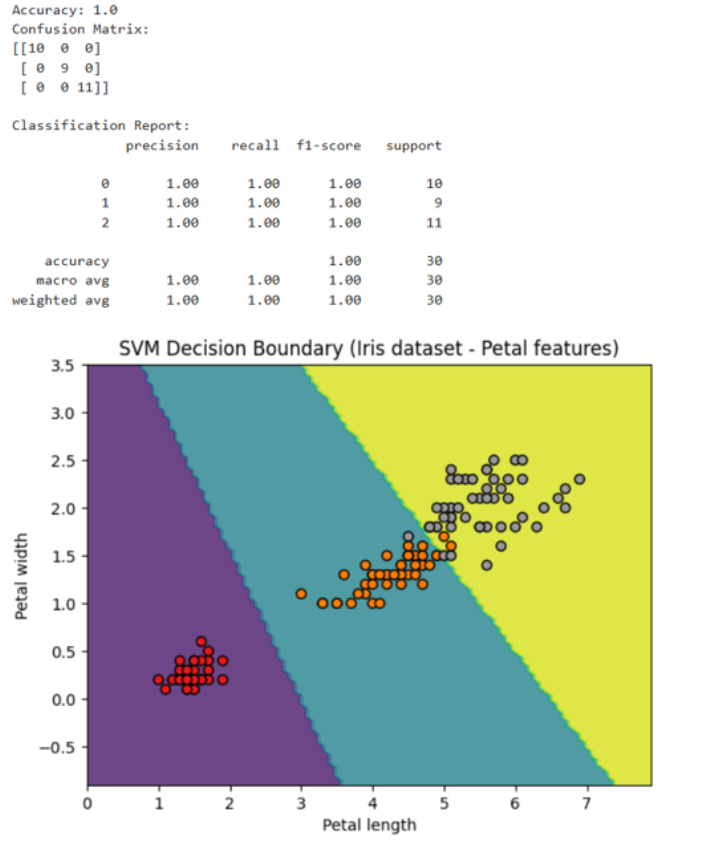 Accuracy: 1.0
Confusion Matrix:
[[10 0 0]
[ 0 9 0]
[ 0 0 11]]
Classification Report:
precision recall f1-score support
0 1.00 1.00 1.00 10
1 1.00 1.00 1.00 9
2 1.00 1.00 1.00 11
accuracy 1.00 30
macro avg 1.00 1.00 1.00 30
weighted avg 1.00 1.00 1.00 30
SVM Decision Boundary (Iris dataset - Petal features)
3.5
3.0
2.5
2.0
1.5
1.0
0.5
0.0
−0.5
Petal width
0 1 2 3 4 5 6 7
Petal length